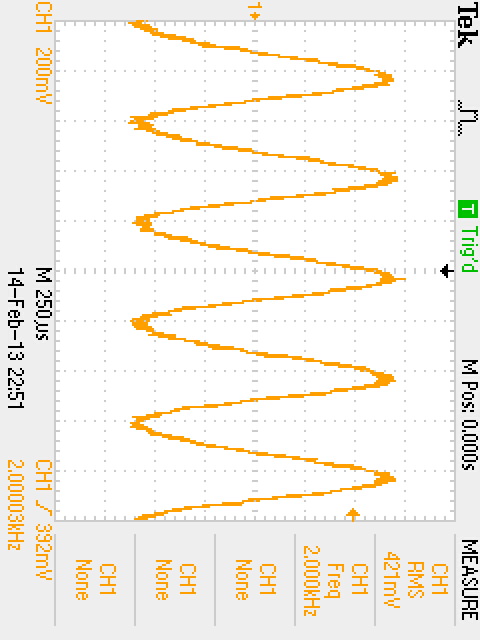 Tek
T Trig'd
M Pos: 0.000s
MEASURE
CH1
RMS
421mV
CH1
Freq
2.000kHz
CH1
None
CH1
None
CH1
None
CH1 200mV
M 250µs
CH1 / 392mV
14-Feb-13 22:51
2.00003kHz